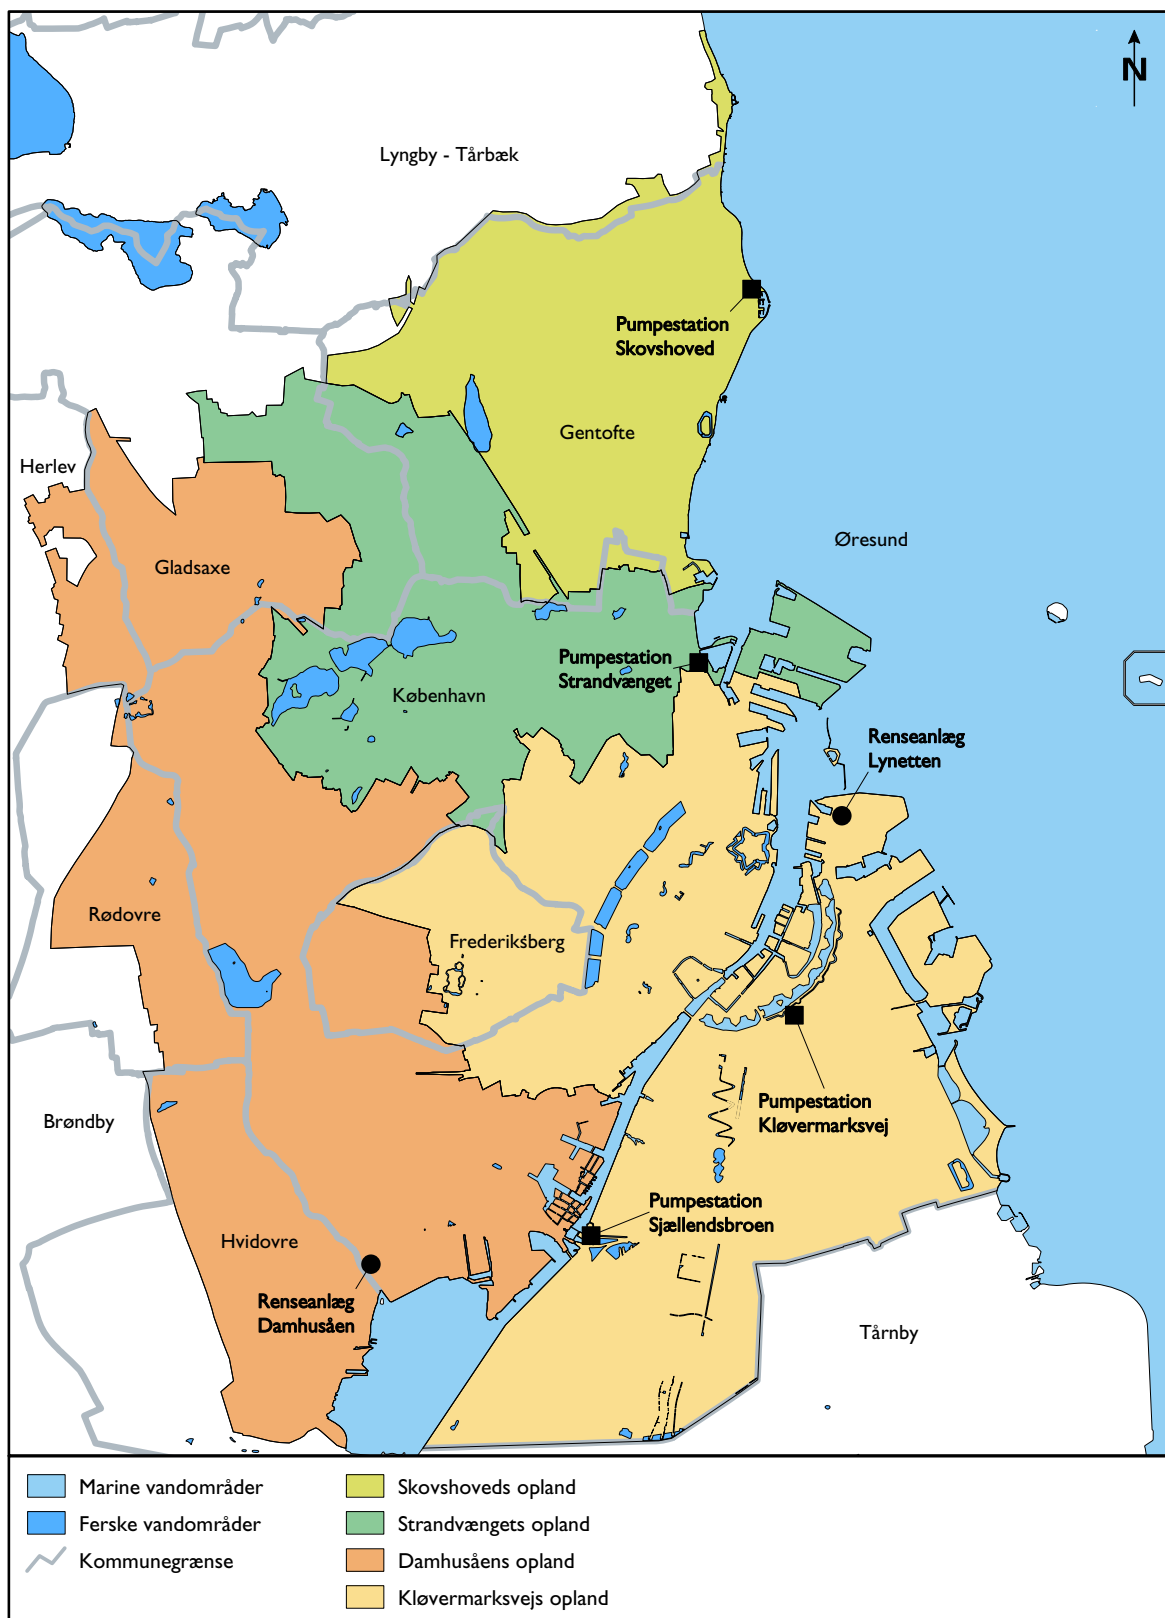 N
Lyngby - Tårbæk
Pumpestation
Skovshoved
Gentofte
Herlev
Øresund
Gladsaxe
Pumpestation
Strandvænget
København
Renseanlæg
Lynetten
Rødovre
Frederiksberg
Pumpestation
Kløvermarksvej
Brøndby
Pumpestation
Sjællendsbroen
Hvidovre
Renseanlæg
Damhusåen
Tårnby
Marine vandområder
Ferske vandområder
Kommunegrænse
Skovshoveds opland
Strandvængets opland
Damhusåens opland
Kløvermarksvejs opland